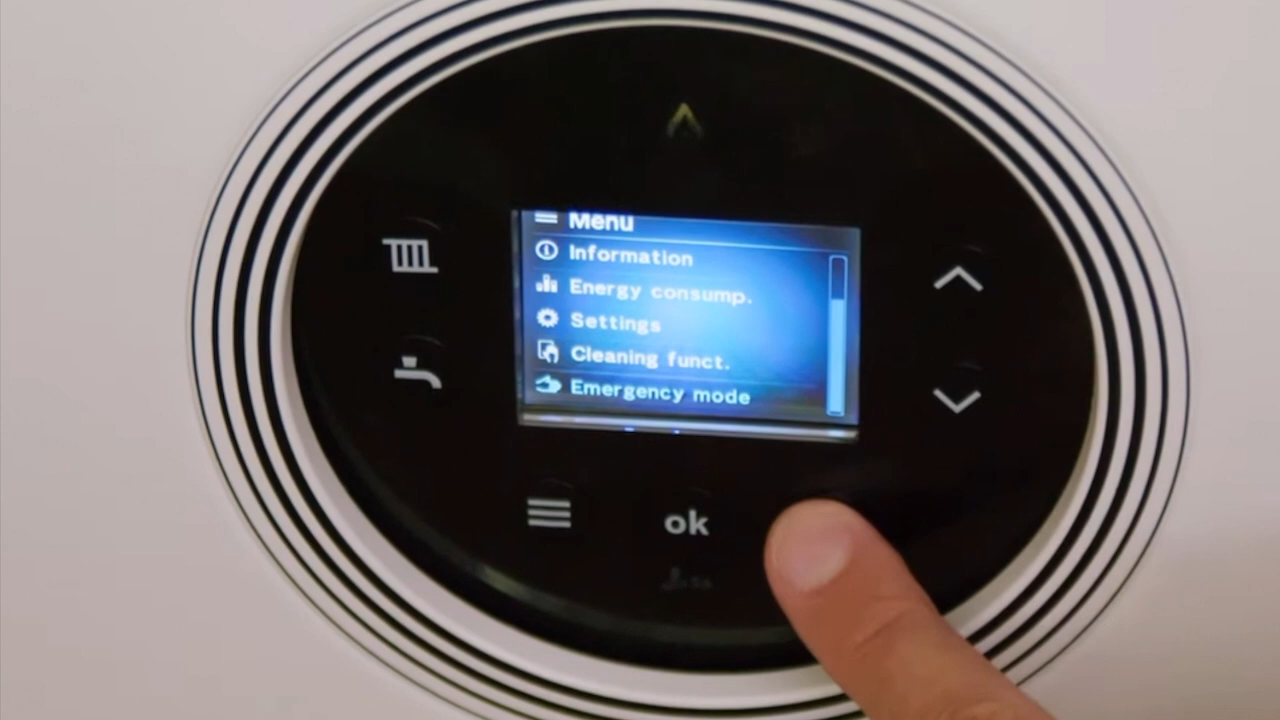 Menu
Information
Energy consump.
Settings
Cleaning funct.
Emergency mode
ok